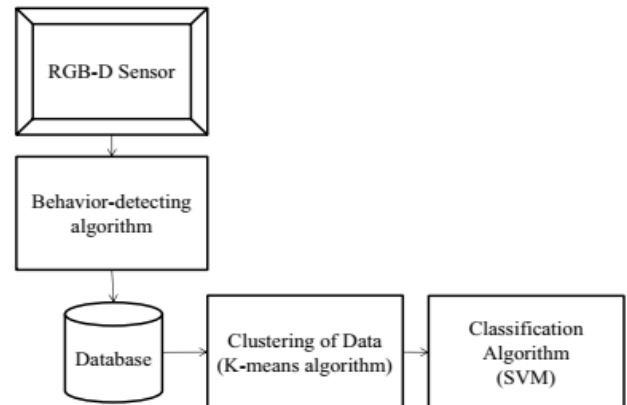 RGB-D Sensor
Behavior-detecting
algorithm
Database
Clustering of Data
(K-means algorithm)
Classification
Algorithm
(SVM)